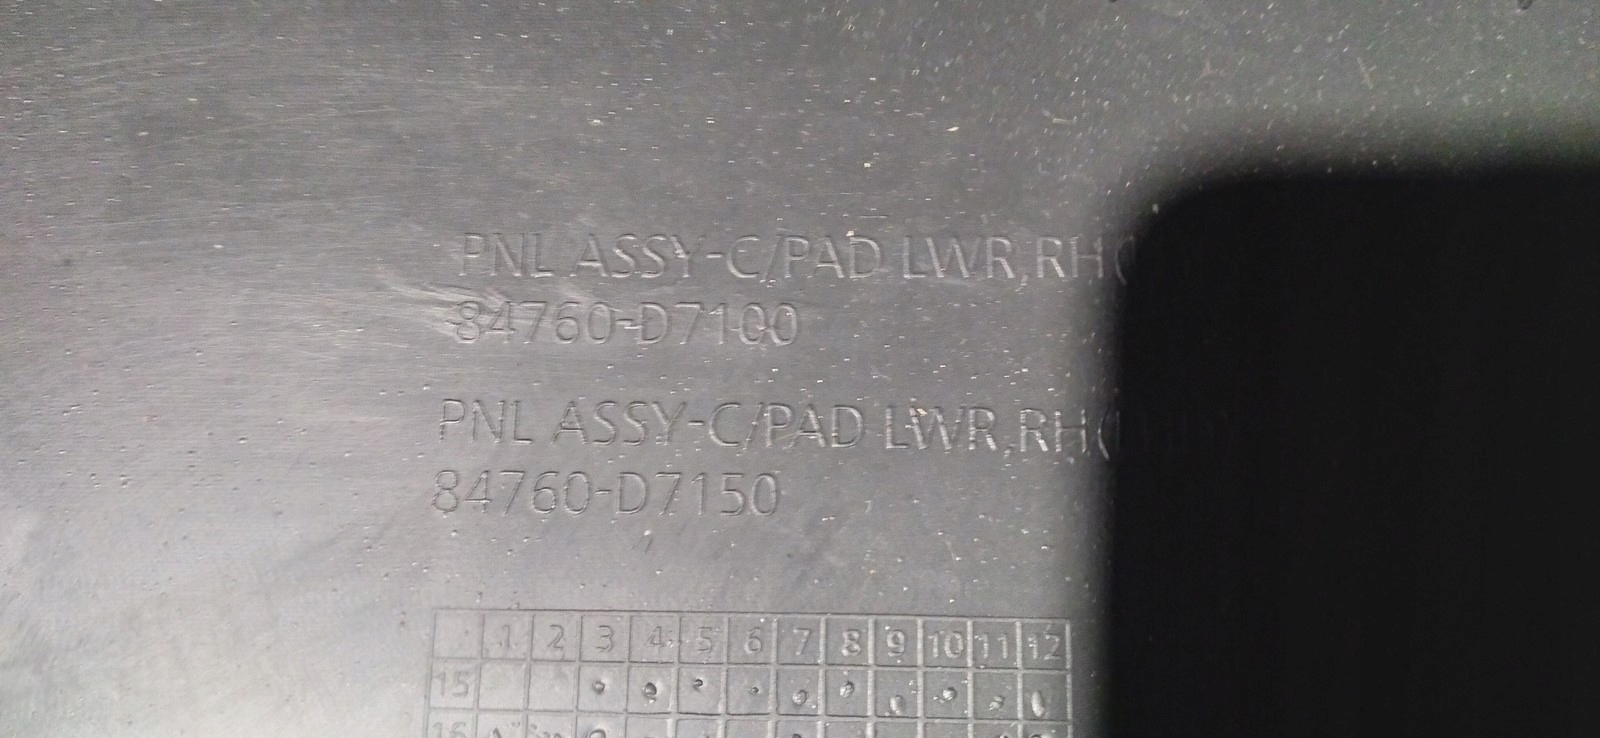 PNL ASSY-C/PAD LWR,RH(
84760-D7100
PNL ASSY-C/PAD LWR,RH(
84760-D7150
1 2 3 4 5 6 7 8 9 10 11 12
15
16